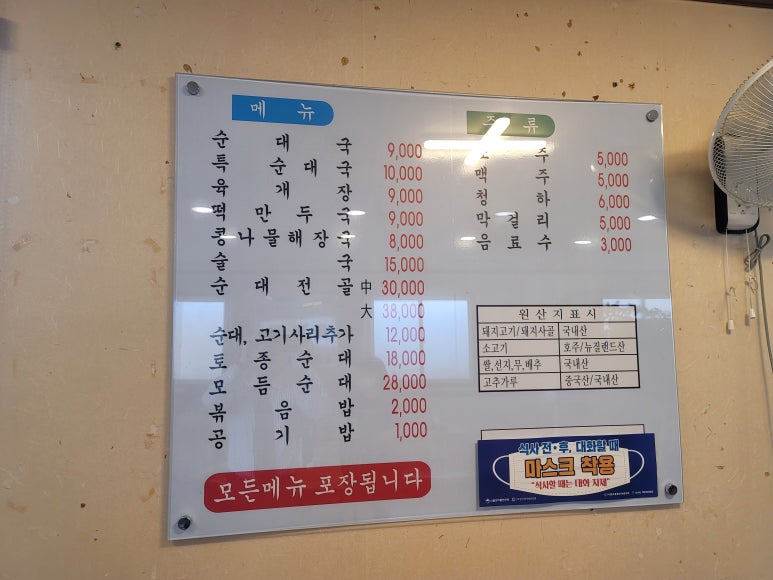 메 뉴
순 대 국 9,000
특 순 대 국 10,000
육 개 장 9,000
떡 만 두 국 9,000
콩 나 물 해 장 국 8,000
술 국 15,000
순 대 전 골 中 30,000
大 38,000
순대, 고기사리추가 12,000
토 종 순 대 18,000
모 듬 순 대 28,000
볶 음 밥 2,000
공 기 밥 1,000
모든메뉴 포장됩니다
주 류
소 주 5,000
맥 주 5,000
청 하 6,000
막 걸 리 5,000
음 료 수 3,000
원 산 지 표 시
돼지고기/돼지사골 국내산
소고기 호주/뉴질랜드산
쌀,선지,무,배추 국내산
고추가루 중국산/국내산
식사 전·후, 대화할 때
마스크 착용
"식사할 때는 대화 자제"